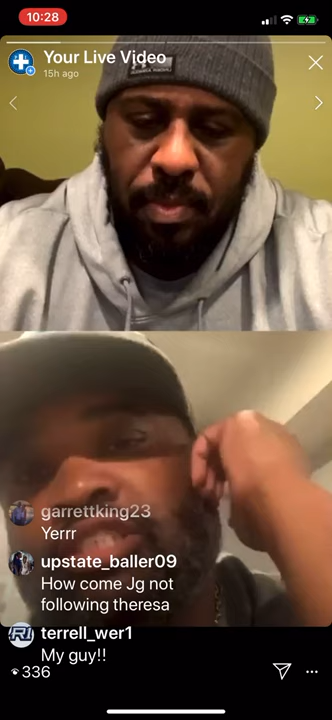 10:28
Your Live Video
15h ago
garrettking23
Yerrr
upstate_baller09
How come Jg not
following theresa
terrell_wer1
My guy!!
336